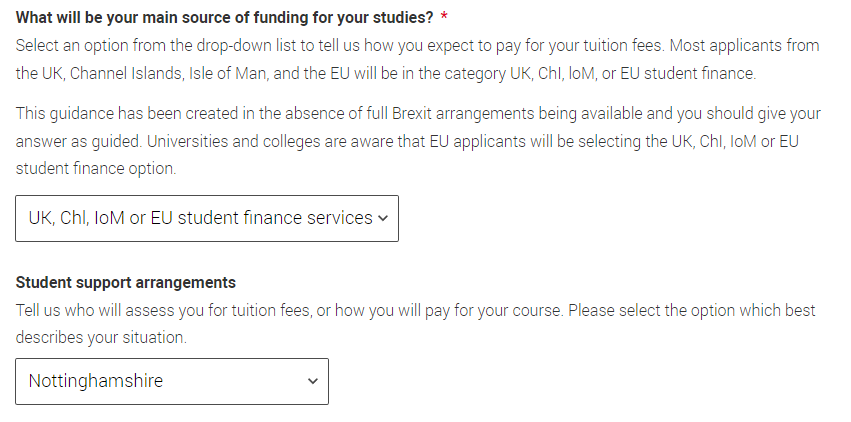 What will be your main source of funding for your studies? *
Select an option from the drop-down list to tell us how you expect to pay for your tuition fees. Most applicants from
the UK, Channel Islands, Isle of Man, and the EU will be in the category UK, ChI, loM, or EU student finance.
This guidance has been created in the absence of full Brexit arrangements being available and you should give your
answer as guided. Universities and colleges are aware that EU applicants will be selecting the UK, ChI, IoM or EU
student finance option.
UK, ChI, IoM or EU student finance services
Student support arrangements
Tell us who will assess you for tuition fees, or how you will pay for your course. Please select the option which best
describes your situation.
Nottinghamshire